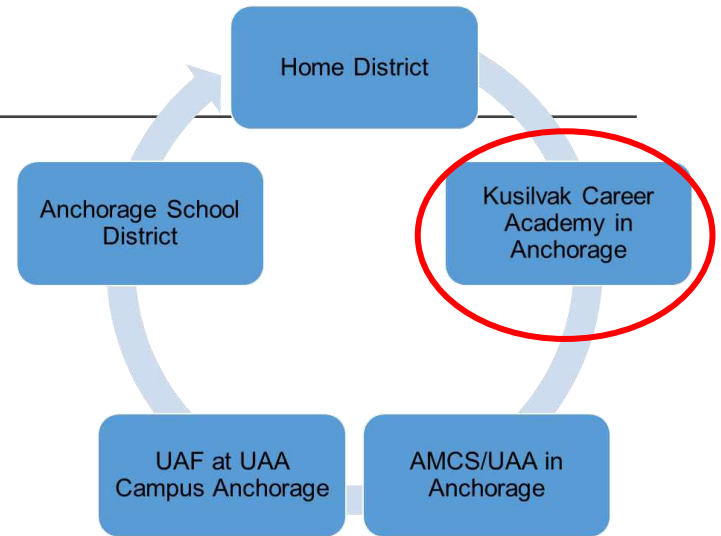 Home District
Kusilvak Career
Academy in
Anchorage
AMCS/UAA in
Anchorage
UAF at UAA
Campus Anchorage
Anchorage School
District